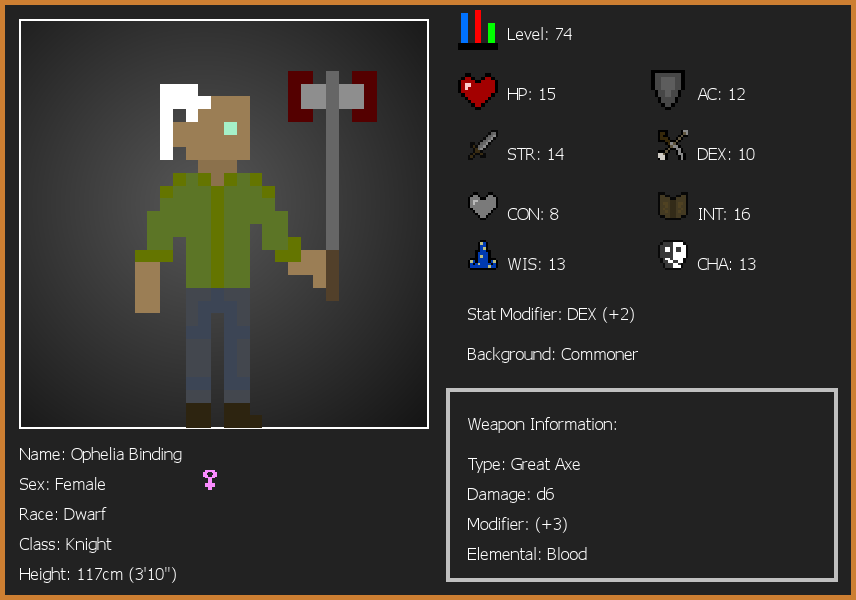 Level: 74
HP: 15
AC: 12
STR: 14
DEX: 10
CON: 8
INT: 16
WIS: 13
CHA: 13
Stat Modifier: DEX (+2)
Background: Commoner
Weapon Information:
Type: Great Axe
Damage: d6
Modifier: (+3)
Elemental: Blood
Name: Ophelia Binding
Sex: Female
Race: Dwarf
Class: Knight
Height: 117cm (3'10")